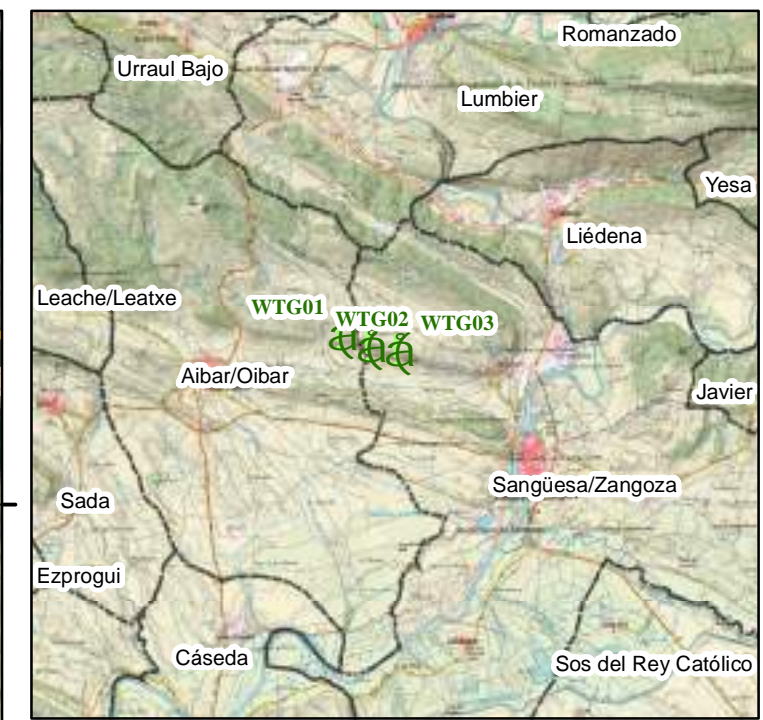 Romanzado
Urraul Bajo
Lumbier
Yesa
Liédena
Leache/Leatxe
WTG01
WTG02
WTG03
Aibar/Oibar
Javier
Sangüesa/Zangoza
Sada
Ezprogui
Cáseda
Sos del Rey Católico